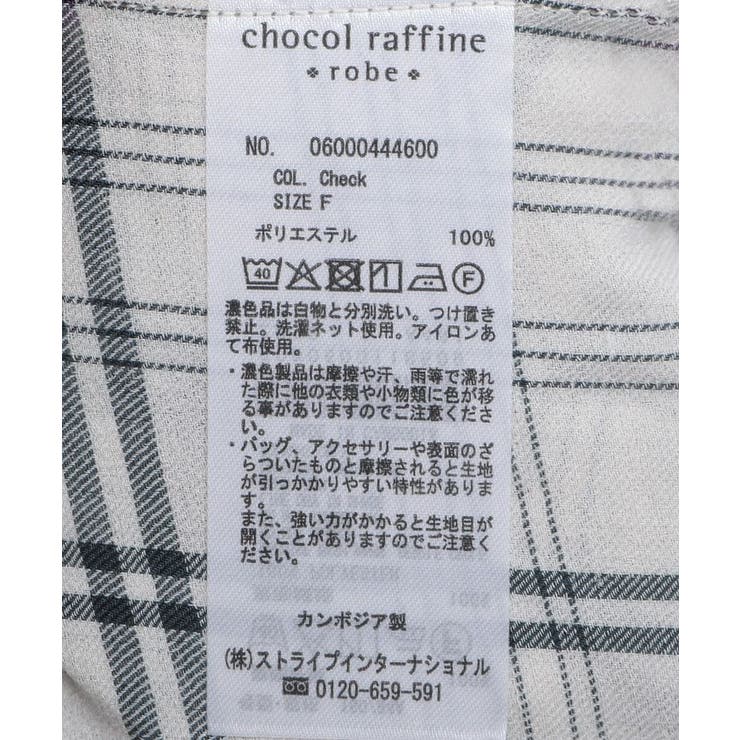 chocol raffine
robe
NO. 06000444600
COL. Check
SIZE F
ポリエステル 100%
40 F
濃色品は白物と分別洗い。つけ置き
禁止。洗濯ネット使用。アイロンあ
て布使用。
・濃色製品は摩擦や汗、雨等で濡れ
た際に他の衣類や小物類に色が移
る事がありますのでご注意くださ
い。
・バッグ、アクセサリーや表面のざ
らついたものと摩擦されると生地
が引っかかりやすい特性がありま
す。
また、強い力がかかると生地目が
開くことがありますのでご注意く
ださい。
カンボジア製
(株)ストライプインターナショナル
0120-659-591